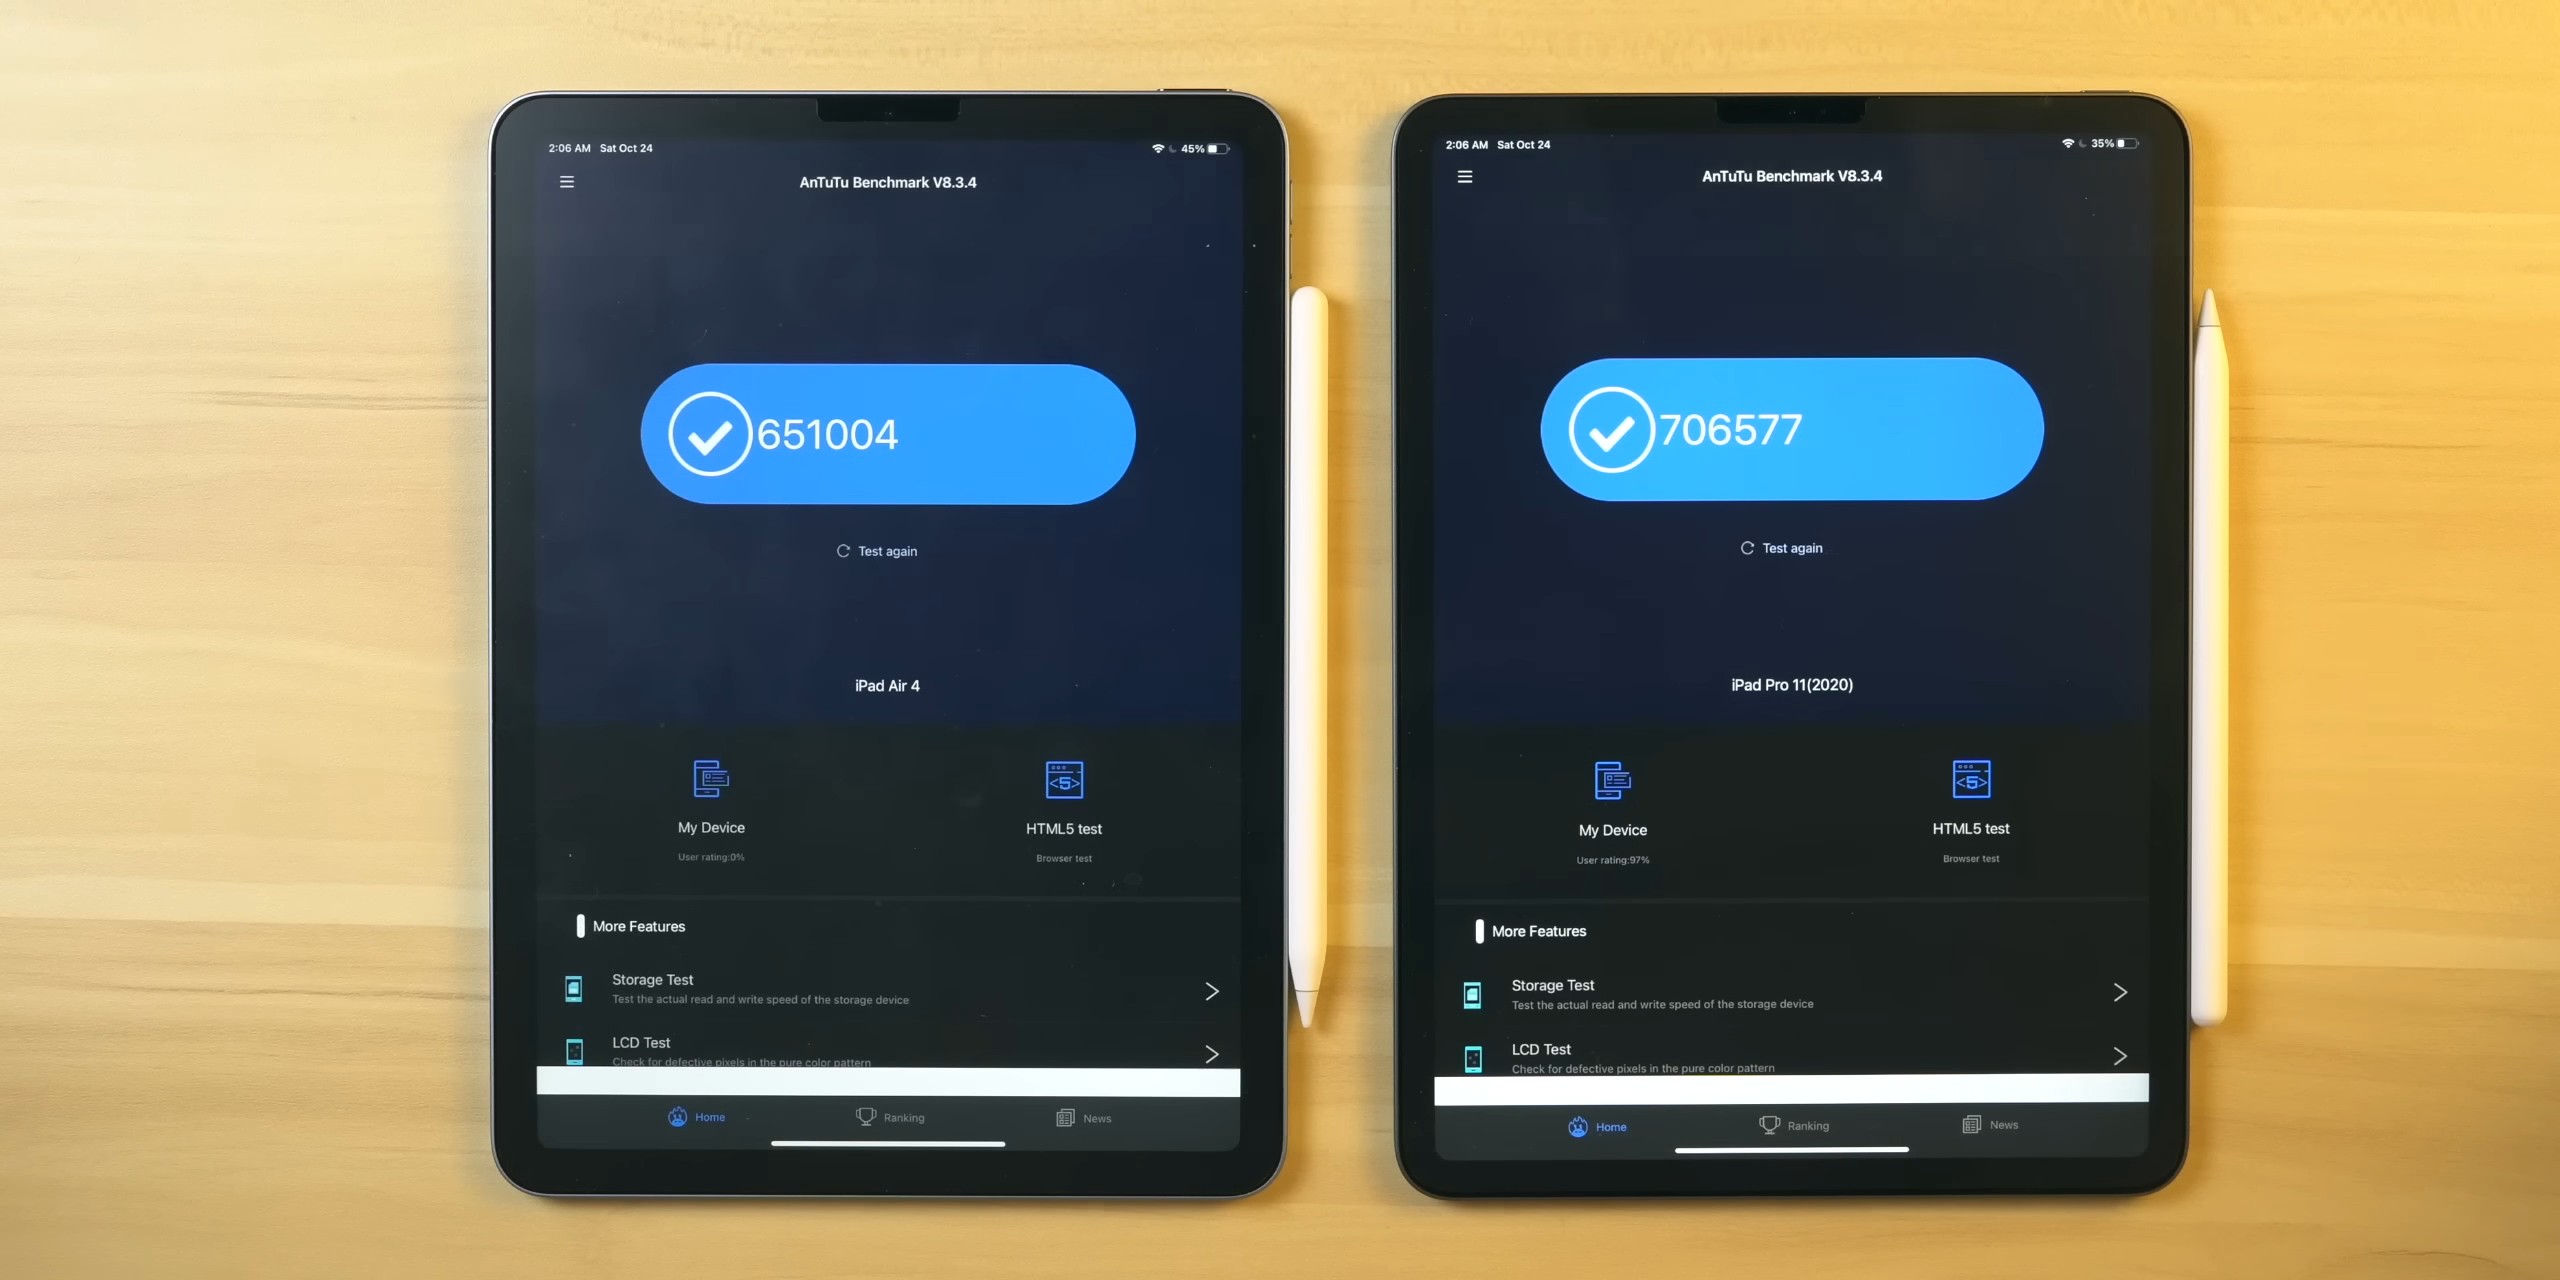 2:06 AM Sat Oct 24
45%
AnTuTu Benchmark V8.3.4
651004
Test again
iPad Air 4
My Device
User rating:0%
HTML5 test
Browser test
More Features
Storage Test
Test the actual read and write speed of the storage device
LCD Test
Check for defective pixels in the pure color pattern
Home
Ranking
News
2:06 AM Sat Oct 24
35%
AnTuTu Benchmark V8.3.4
706577
Test again
iPad Pro 11(2020)
My Device
User rating:97%
HTML5 test
Browser test
More Features
Storage Test
Test the actual read and write speed of the storage device
LCD Test
Check for defective pixels in the pure color pattern
Home
Ranking
News